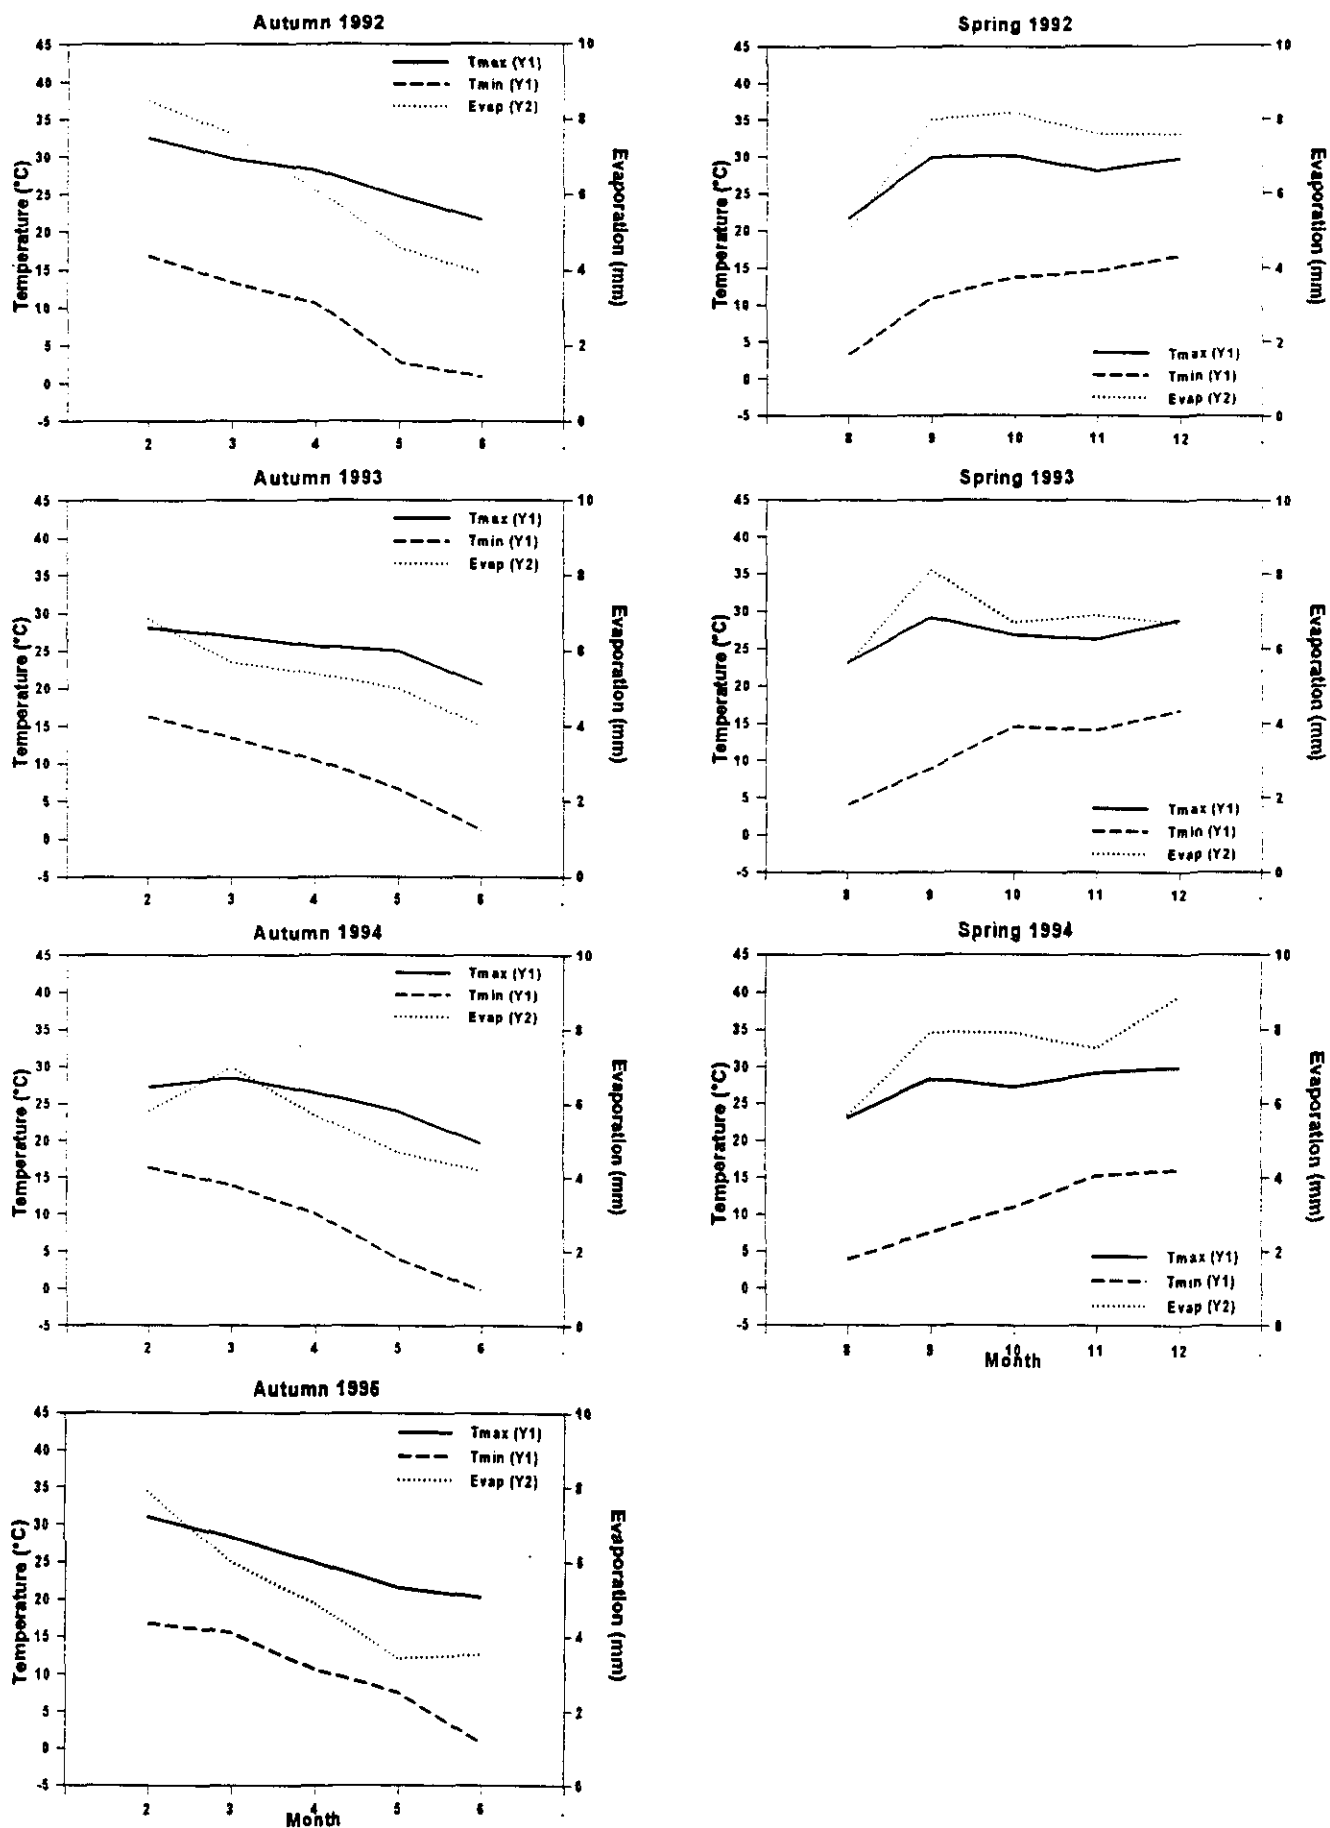 Autumn 1992
45
40
35
30
25
20
15
10
5
0
-5
Temperature (°C)
10
8
6
4
2
0
Evaporation (mm)
Tmax (Y1)
Tmin (Y1)
Evap (Y2)
2 3 4 5 6
Spring 1992
45
40
35
30
25
20
15
10
5
0
-5
Temperature (°C)
10
8
6
4
2
0
Evaporation (mm)
Tmax (Y1)
Tmin (Y1)
Evap (Y2)
8 9 10 11 12
Autumn 1993
45
40
35
30
25
20
15
10
5
0
-5
Temperature (°C)
10
8
6
4
2
0
Evaporation (mm)
Tmax (Y1)
Tmin (Y1)
Evap (Y2)
2 3 4 5 6
Spring 1993
45
40
35
30
25
20
15
10
5
0
-5
Temperature (°C)
10
8
6
4
2
0
Evaporation (mm)
Tmax (Y1)
Tmin (Y1)
Evap (Y2)
8 9 10 11 12
Autumn 1994
45
40
35
30
25
20
15
10
5
0
-5
Temperature (°C)
10
8
6
4
2
0
Evaporation (mm)
Tmax (Y1)
Tmin (Y1)
Evap (Y2)
2 3 4 5 6
Spring 1994
45
40
35
30
25
20
15
10
5
0
-5
Temperature (°C)
10
8
6
4
2
0
Evaporation (mm)
Tmax (Y1)
Tmin (Y1)
Evap (Y2)
8 9 10 11 12
Month
Autumn 1995
45
40
35
30
25
20
15
10
5
0
-5
Temperature (°C)
10
8
6
4
2
0
Evaporation (mm)
Tmax (Y1)
Tmin (Y1)
Evap (Y2)
2 3 4 5 6
Month